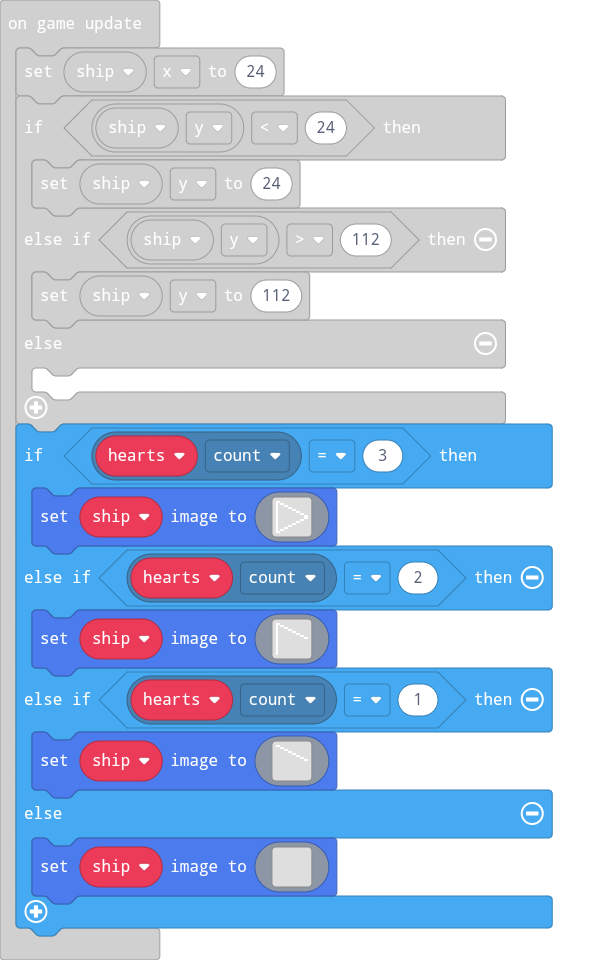 on game update
set ship x to 24
if ship y < 24 then
set ship y to 24
else if ship y > 112 then
set ship y to 112
else
if hearts count = 3 then
set ship image to
else if hearts count = 2 then
set ship image to
else if hearts count = 1 then
set ship image to
else
set ship image to